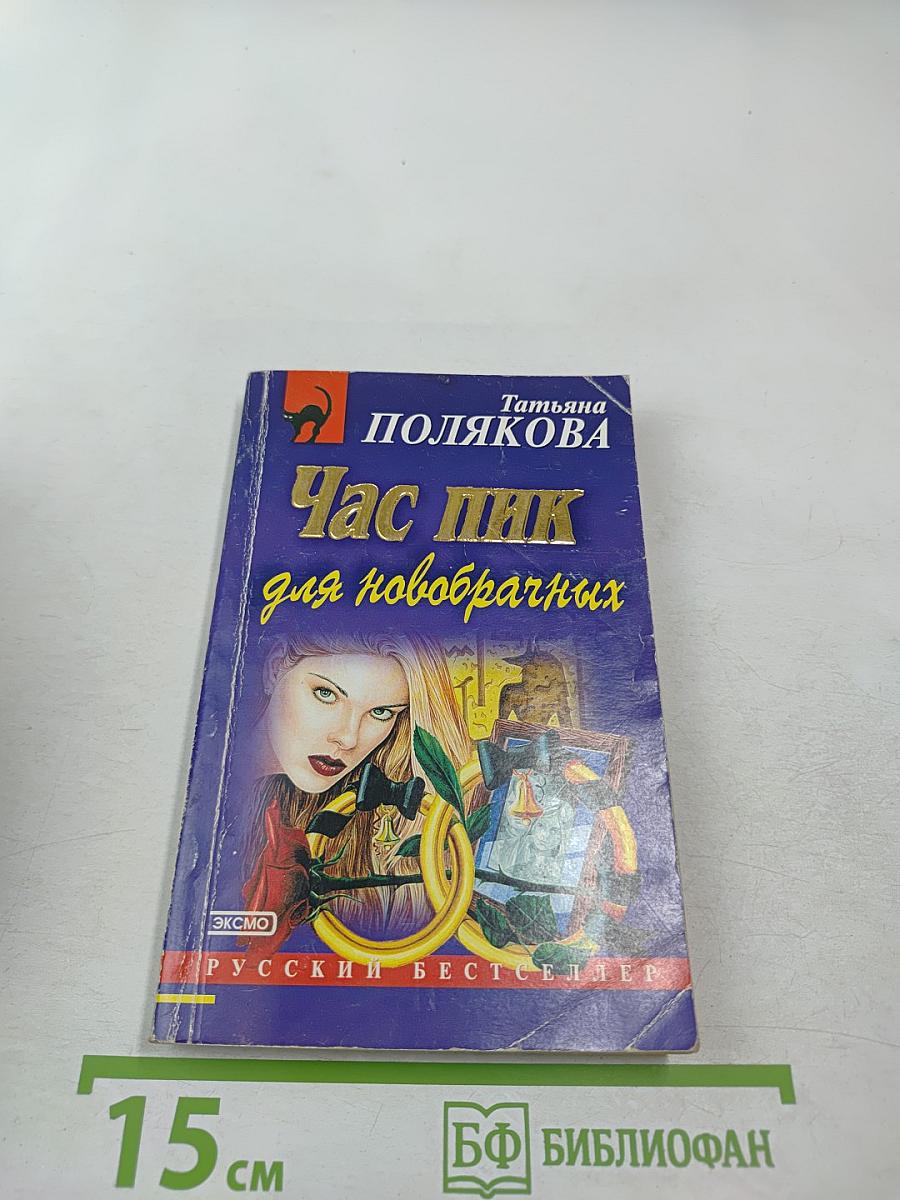 Татьяна
ПОЛЯКОВА
Час пик
для новобрачных
ЭКСМО
РУССКИЙ БЕСТСЕЛЛЕР
15 см
БФ БИБЛИОФАН